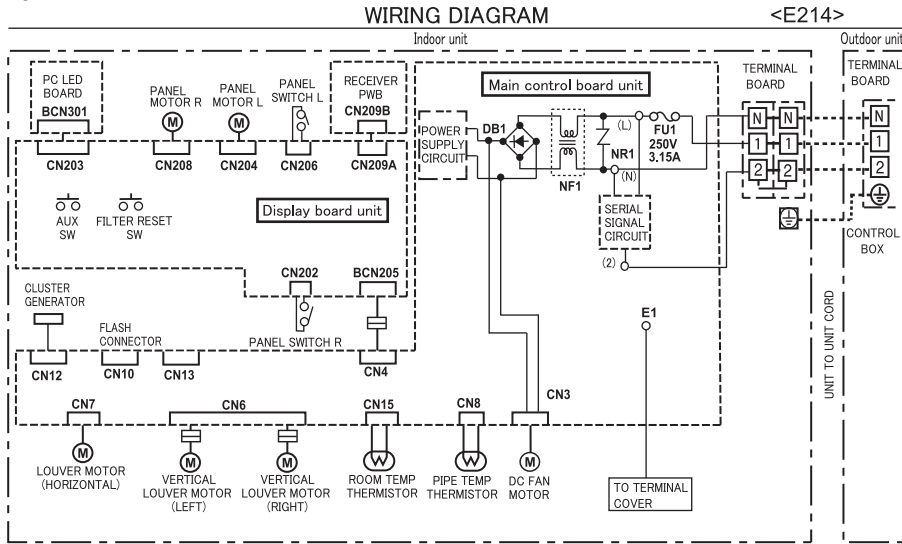 WIRING DIAGRAM
<E214>
Indoor unit
Outdoor unit
PC LED
BOARD
BCN301
PANEL
MOTOR R
M
PANEL
MOTOR L
M
PANEL
SWITCH L
RECEIVER
PWB
CN209B
CN203
CN208
CN204
CN206
CN209A
AUX
SW
FILTER RESET
SW
Display board unit
CN202
BCN205
PANEL SWITCH R
Main control board unit
POWER
SUPPLY
CIRCUIT
DB1
NF1
NR1
(L)
(N)
FU1
250V
3.15A
SERIAL
SIGNAL
CIRCUIT
(2)
E1
TERMINAL
BOARD
N
N
1
1
2
2
TERMINAL
BOARD
N
1
2
CONTROL
BOX
UNIT TO UNIT CORD
CLUSTER
GENERATOR
FLASH
CONNECTOR
CN12
CN10
CN13
CN4
CN7
CN6
CN15
CN8
CN3
M
M
M
M
LOUVER MOTOR
(HORIZONTAL)
VERTICAL
LOUVER MOTOR
(LEFT)
VERTICAL
LOUVER MOTOR
(RIGHT)
ROOM TEMP
THERMISTOR
PIPE TEMP
THERMISTOR
DC FAN
MOTOR
TO TERMINAL
COVER